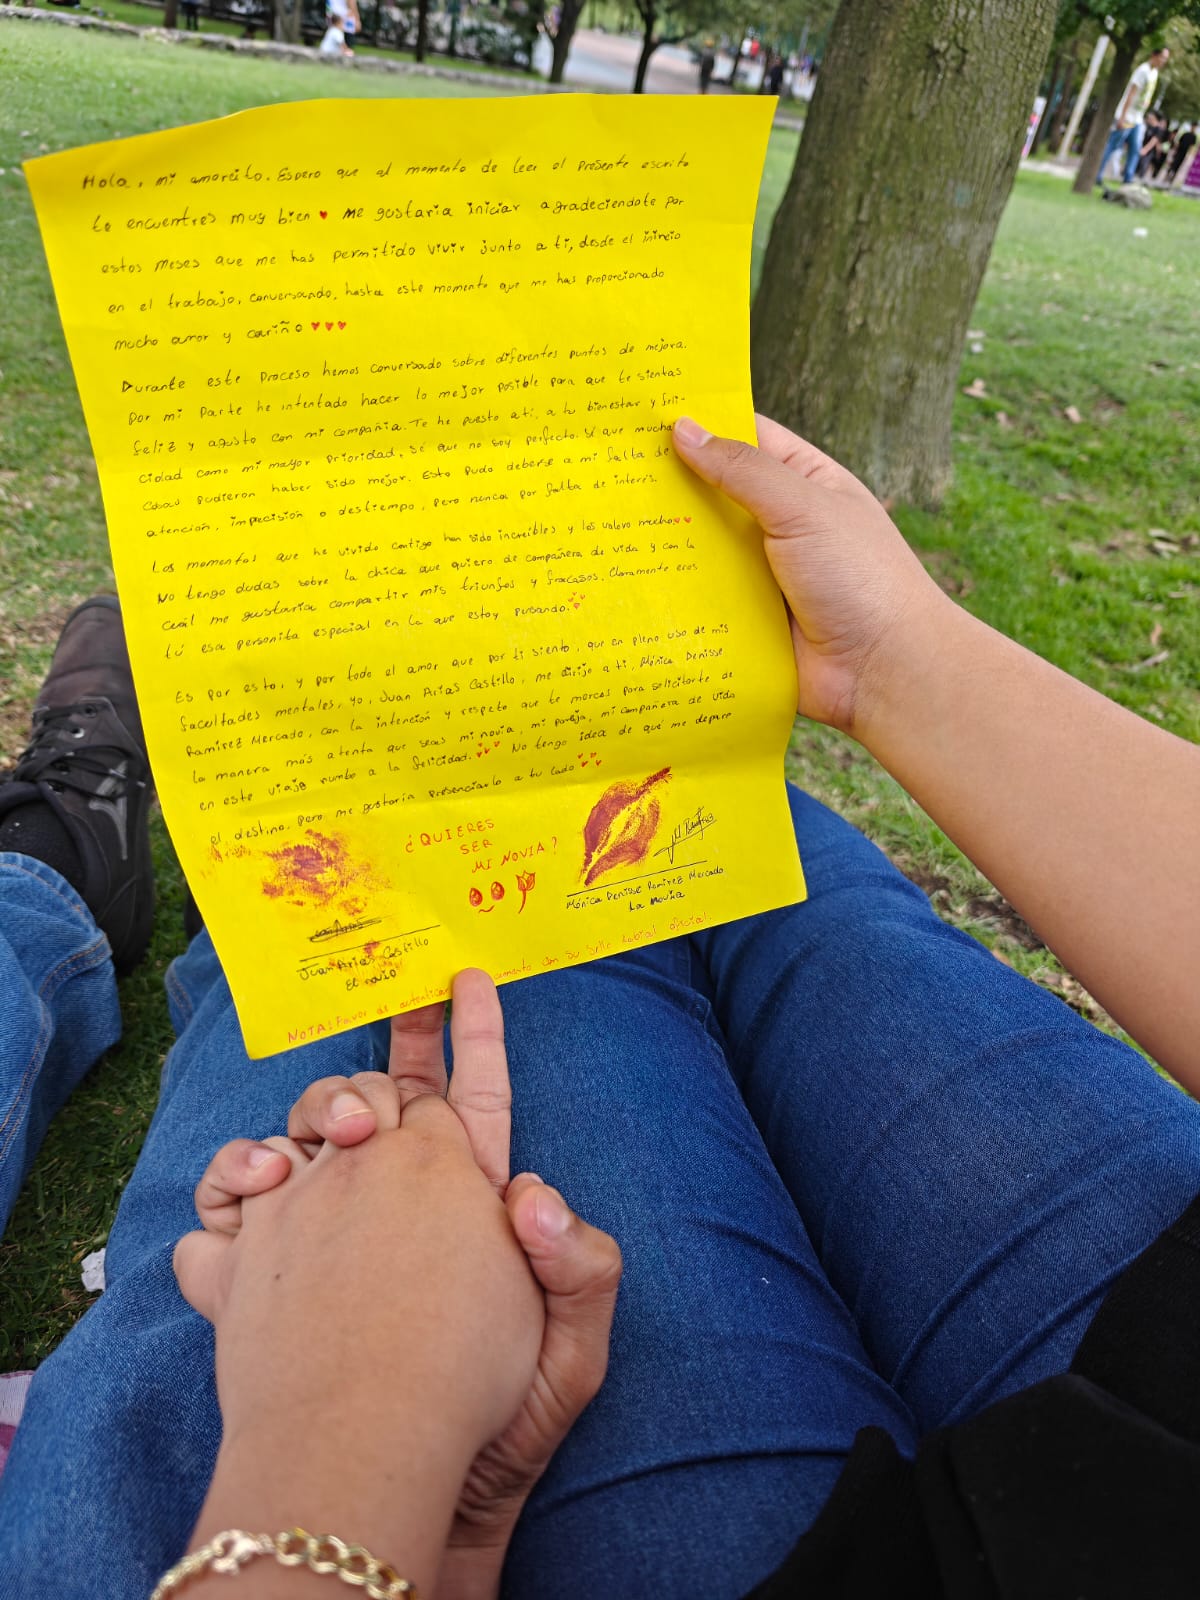 Hola, mi amorcito. Espero que al momento de leer el presente escrito
te encuentres muy bien ♥ Me gustaría iniciar agradeciendote por
estos meses que me has permitido vivir junto a ti, desde el inicio
en el trabajo, conversando, hasta este momento que me has proporcionado
mucho amor y cariño ♥♥♥
Durante este proceso hemos conversado sobre diferentes puntos de mejora.
Por mi parte he intentado hacer lo mejor posible para que te sientas
feliz y agusto con mi compañia. Te he puesto a ti, a tu bienestar y feli-
cidad como mi mayor prioridad. Sé que no soy perfecto. Sé que muchas
cosas pudieron haber sido mejor. Esto pudo deberse a mi falta de
atención, imprecisión o destiempo, pero nunca por falta de interés.
Los momentos que he vivido contigo han sido increíbles y los valoro mucho ♥♥
No tengo dudas sobre la chica que quiero de compañera de vida y con la
cuál me gustaría compartir mis triunfos y fracasos. Claramente eres
tú esa personita especial en la que estoy pensando. ♥♥♥
Es por esto, y por todo el amor que por ti siento, que en pleno uso de mis
facultades mentales, yo, Juan Arias Castillo, me dirijo a ti, Mónica Denisse
Ramirez Mercado, con la intención y respeto que te mereces para solicitarte de
la manera más atenta que seas mi novia, mi pareja, mi compañera de vida
en este viaje rumbo a la felicidad. ♥♥♥ No tengo idea de qué me depare
el destino, pero me gustaría presenciarlo a tu lado ♥♥♥
¿QUIERES
SER
MI NOVIA?
Juan Arias Castillo
El novio
Mónica Denisse Ramirez Mercado
La novia
NOTA: Favor de autenticar con su sello labial oficial.